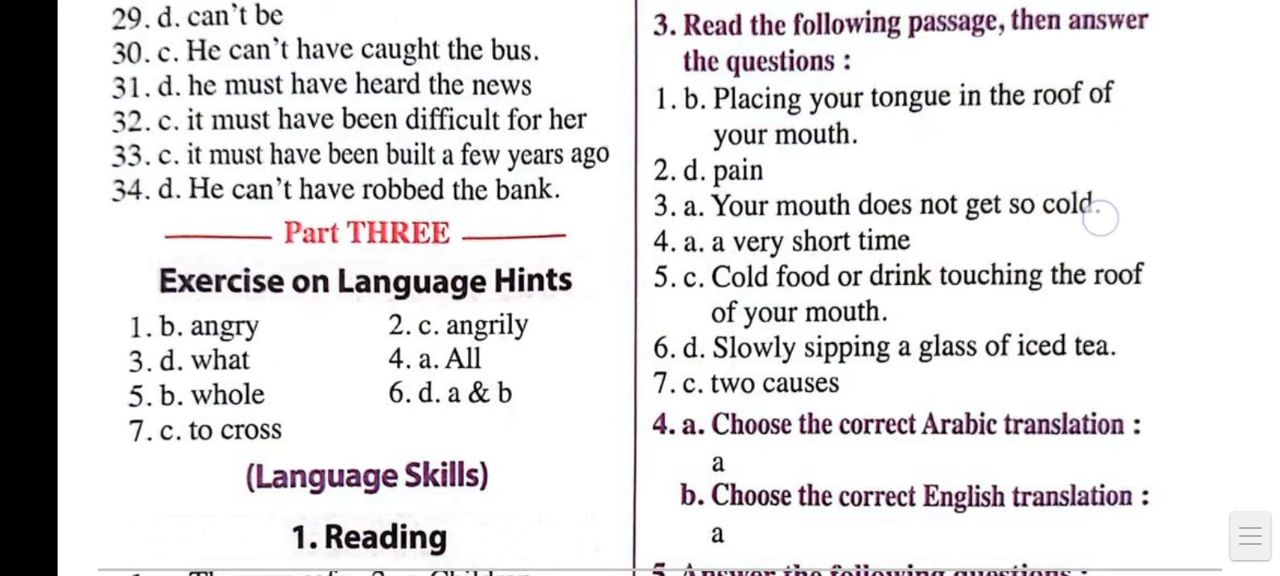 29. d. can't be
30. c. He can't have caught the bus.
31. d. he must have heard the news
32. c. it must have been difficult for her
33. c. it must have been built a few years ago
34. d. He can't have robbed the bank.
Part THREE
Exercise on Language Hints
1. b. angry 2. c. angrily
3. d. what 4. a. All
5. b. whole 6. d. a & b
7. c. to cross
(Language Skills)
1. Reading
3. Read the following passage, then answer
the questions :
1. b. Placing your tongue in the roof of
your mouth.
2. d. pain
3. a. Your mouth does not get so cold.
4. a. a very short time
5. c. Cold food or drink touching the roof
of your mouth.
6. d. Slowly sipping a glass of iced tea.
7. c. two causes
4. a. Choose the correct Arabic translation :
a
b. Choose the correct English translation :
a
5. Answer the following questions :